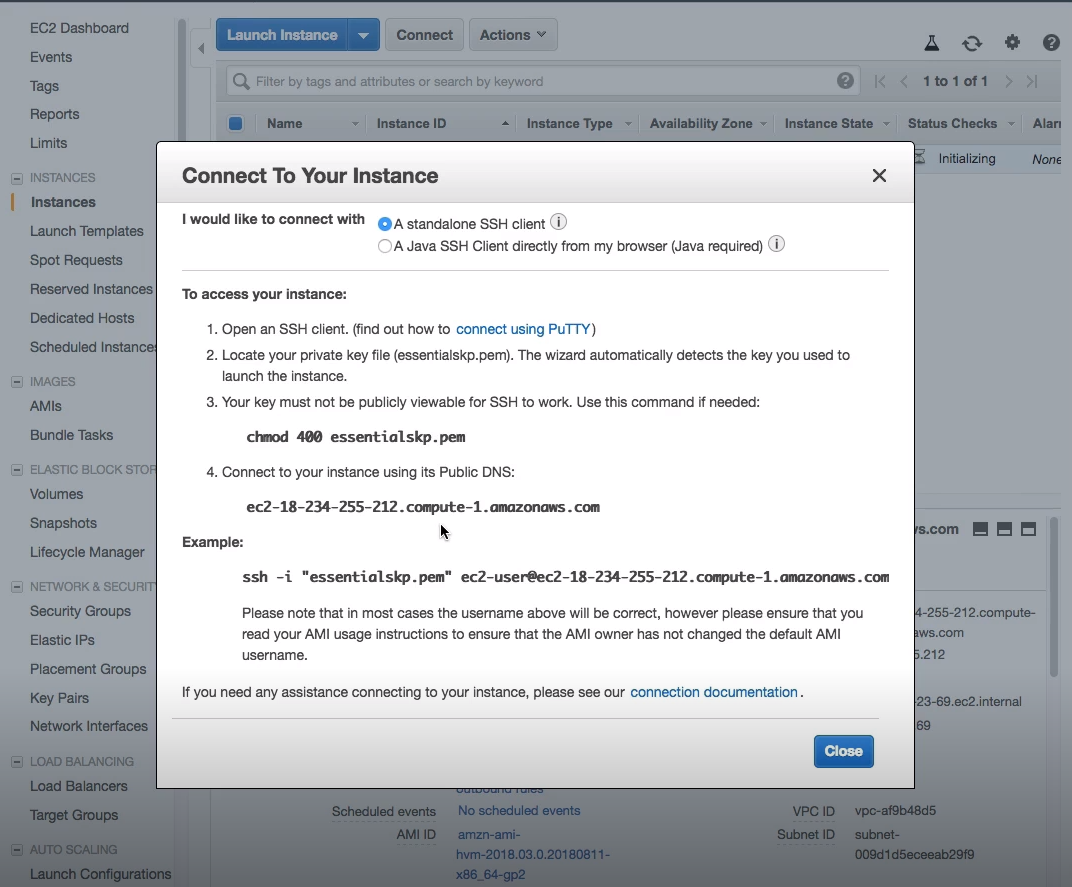 EC2 Dashboard
Events
Tags
Reports
Limits
INSTANCES
Instances
Launch Templates
Spot Requests
Reserved Instances
Dedicated Hosts
Scheduled Instances
IMAGES
AMIs
Bundle Tasks
ELASTIC BLOCK STOR
Volumes
Snapshots
Lifecycle Manager
NETWORK & SECURITY
Security Groups
Elastic IPs
Placement Groups
Key Pairs
Network Interfaces
LOAD BALANCING
Load Balancers
Target Groups
AUTO SCALING
Launch Configurations
Launch Instance Connect Actions
Filter by tags and attributes or search by keyword 1 to 1 of 1
Name Instance ID Instance Type Availability Zone Instance State Status Checks Alarm
Initializing None
Connect To Your Instance
I would like to connect with A standalone SSH client
A Java SSH Client directly from my browser (Java required)
To access your instance:
1. Open an SSH client. (find out how to connect using PuTTY)
2. Locate your private key file (essentialskp.pem). The wizard automatically detects the key you used to
launch the instance.
3. Your key must not be publicly viewable for SSH to work. Use this command if needed:
chmod 400 essentialskp.pem
4. Connect to your instance using its Public DNS:
ec2-18-234-255-212.compute-1.amazonaws.com
Example:
ssh -i "essentialskp.pem" ec2-user@ec2-18-234-255-212.compute-1.amazonaws.com
Please note that in most cases the username above will be correct, however please ensure that you
read your AMI usage instructions to ensure that the AMI owner has not changed the default AMI
username.
If you need any assistance connecting to your instance, please see our connection documentation.
Close
vs.com
4-255-212.compute-
aws.com
5.212
-23-69.ec2.internal
69
outbound rules
Scheduled events No scheduled events VPC ID vpc-af9b48d5
AMI ID amzn-ami- Subnet ID subnet-
hvm-2018.03.0.20180811- 009d1d5eceeab29f9
x86_64-gp2